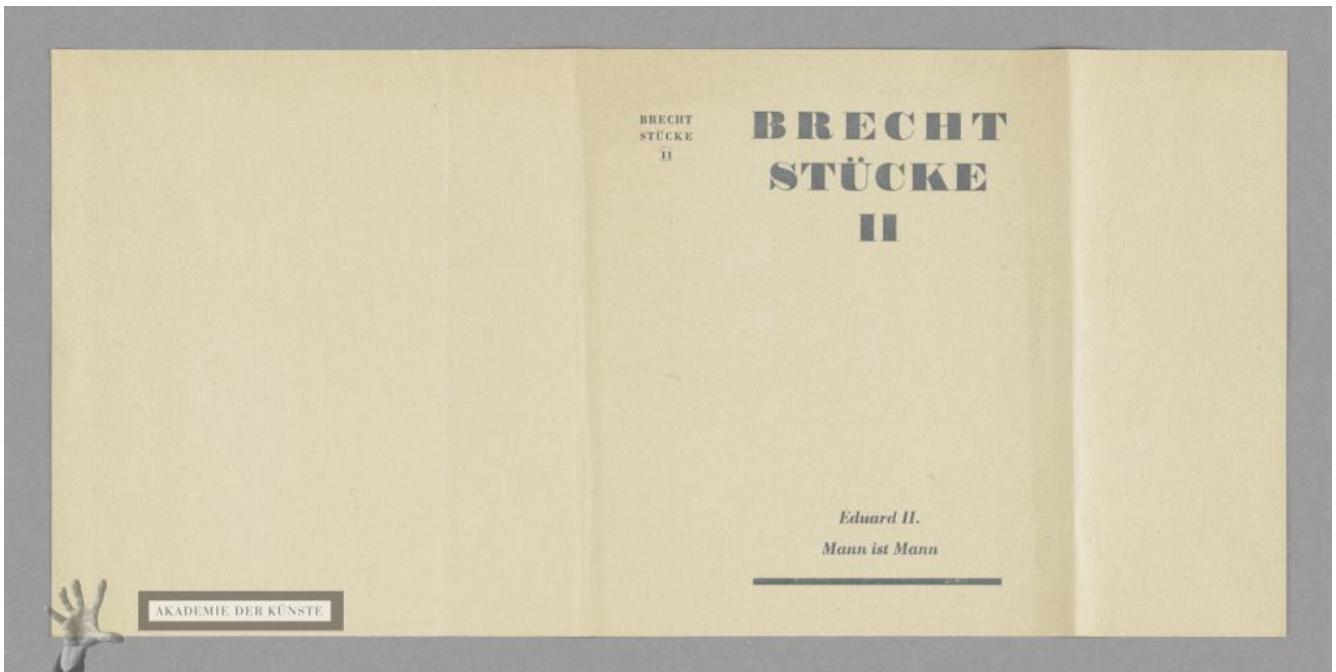 BRECHT
STÜCKE
II
BRECHT
STÜCKE
II
Eduard II.
Mann ist Mann
AKADEMIE DER KÜNSTE